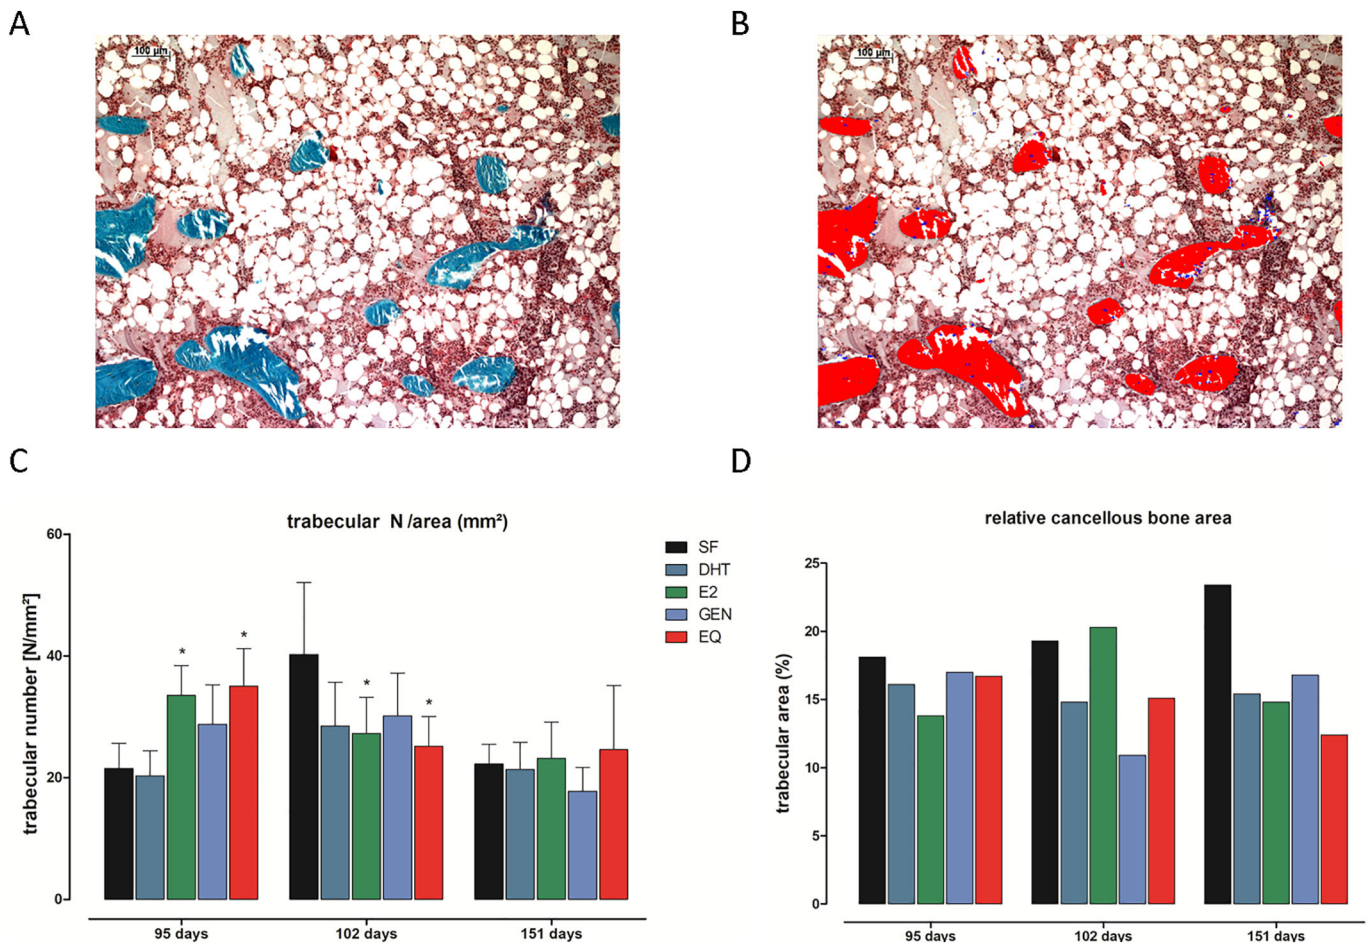 A
B
100 µm
100 µm
C
D
trabecular N /area (mm²)
relative cancellous bone area
60
40
20
0
trabecular number [N/mm²]
*
*
*
*
95 days
102 days
151 days
SF
DHT
E2
GEN
EQ
25
20
15
10
5
0
trabecular area (%)
95 days
102 days
151 days